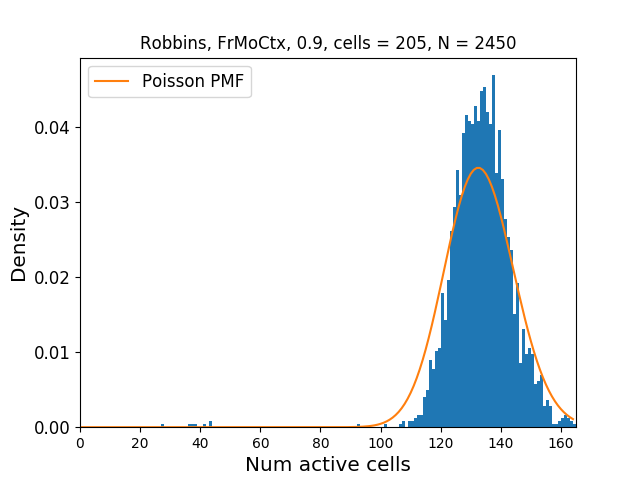 Robbins, FrMoCtx, 0.9, cells = 205, N = 2450
Poisson PMF
Density
0.04
0.03
0.02
0.01
0.00
0 20 40 60 80 100 120 140 160
Num active cells